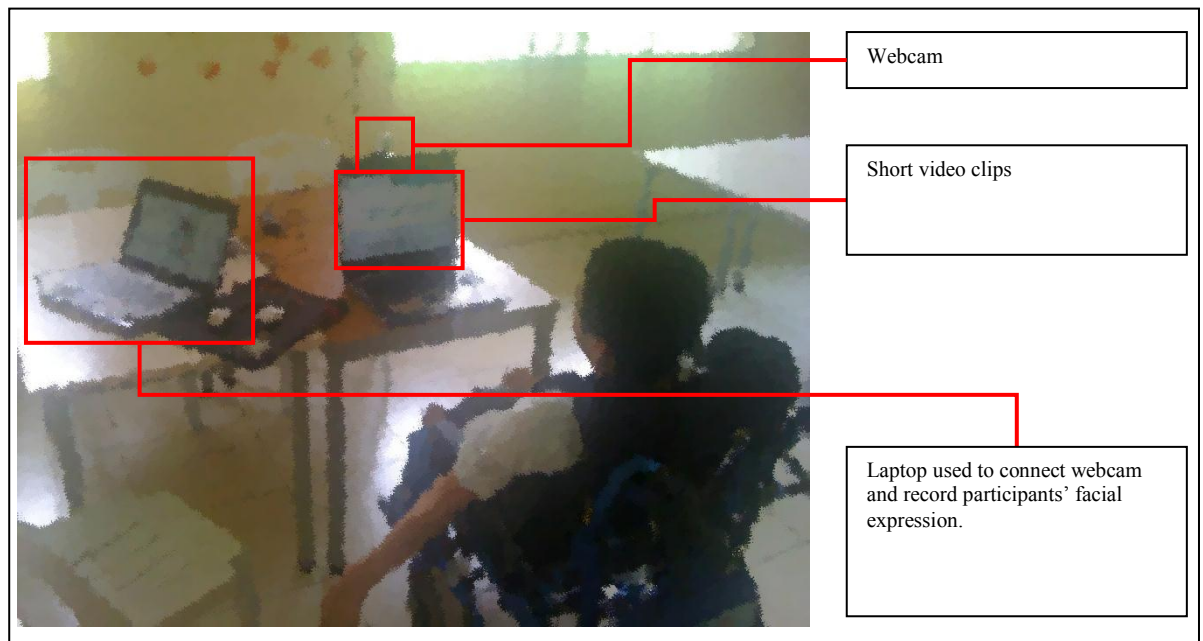 Webcam
Short video clips
Laptop used to connect webcam
and record participants’ facial
expression.